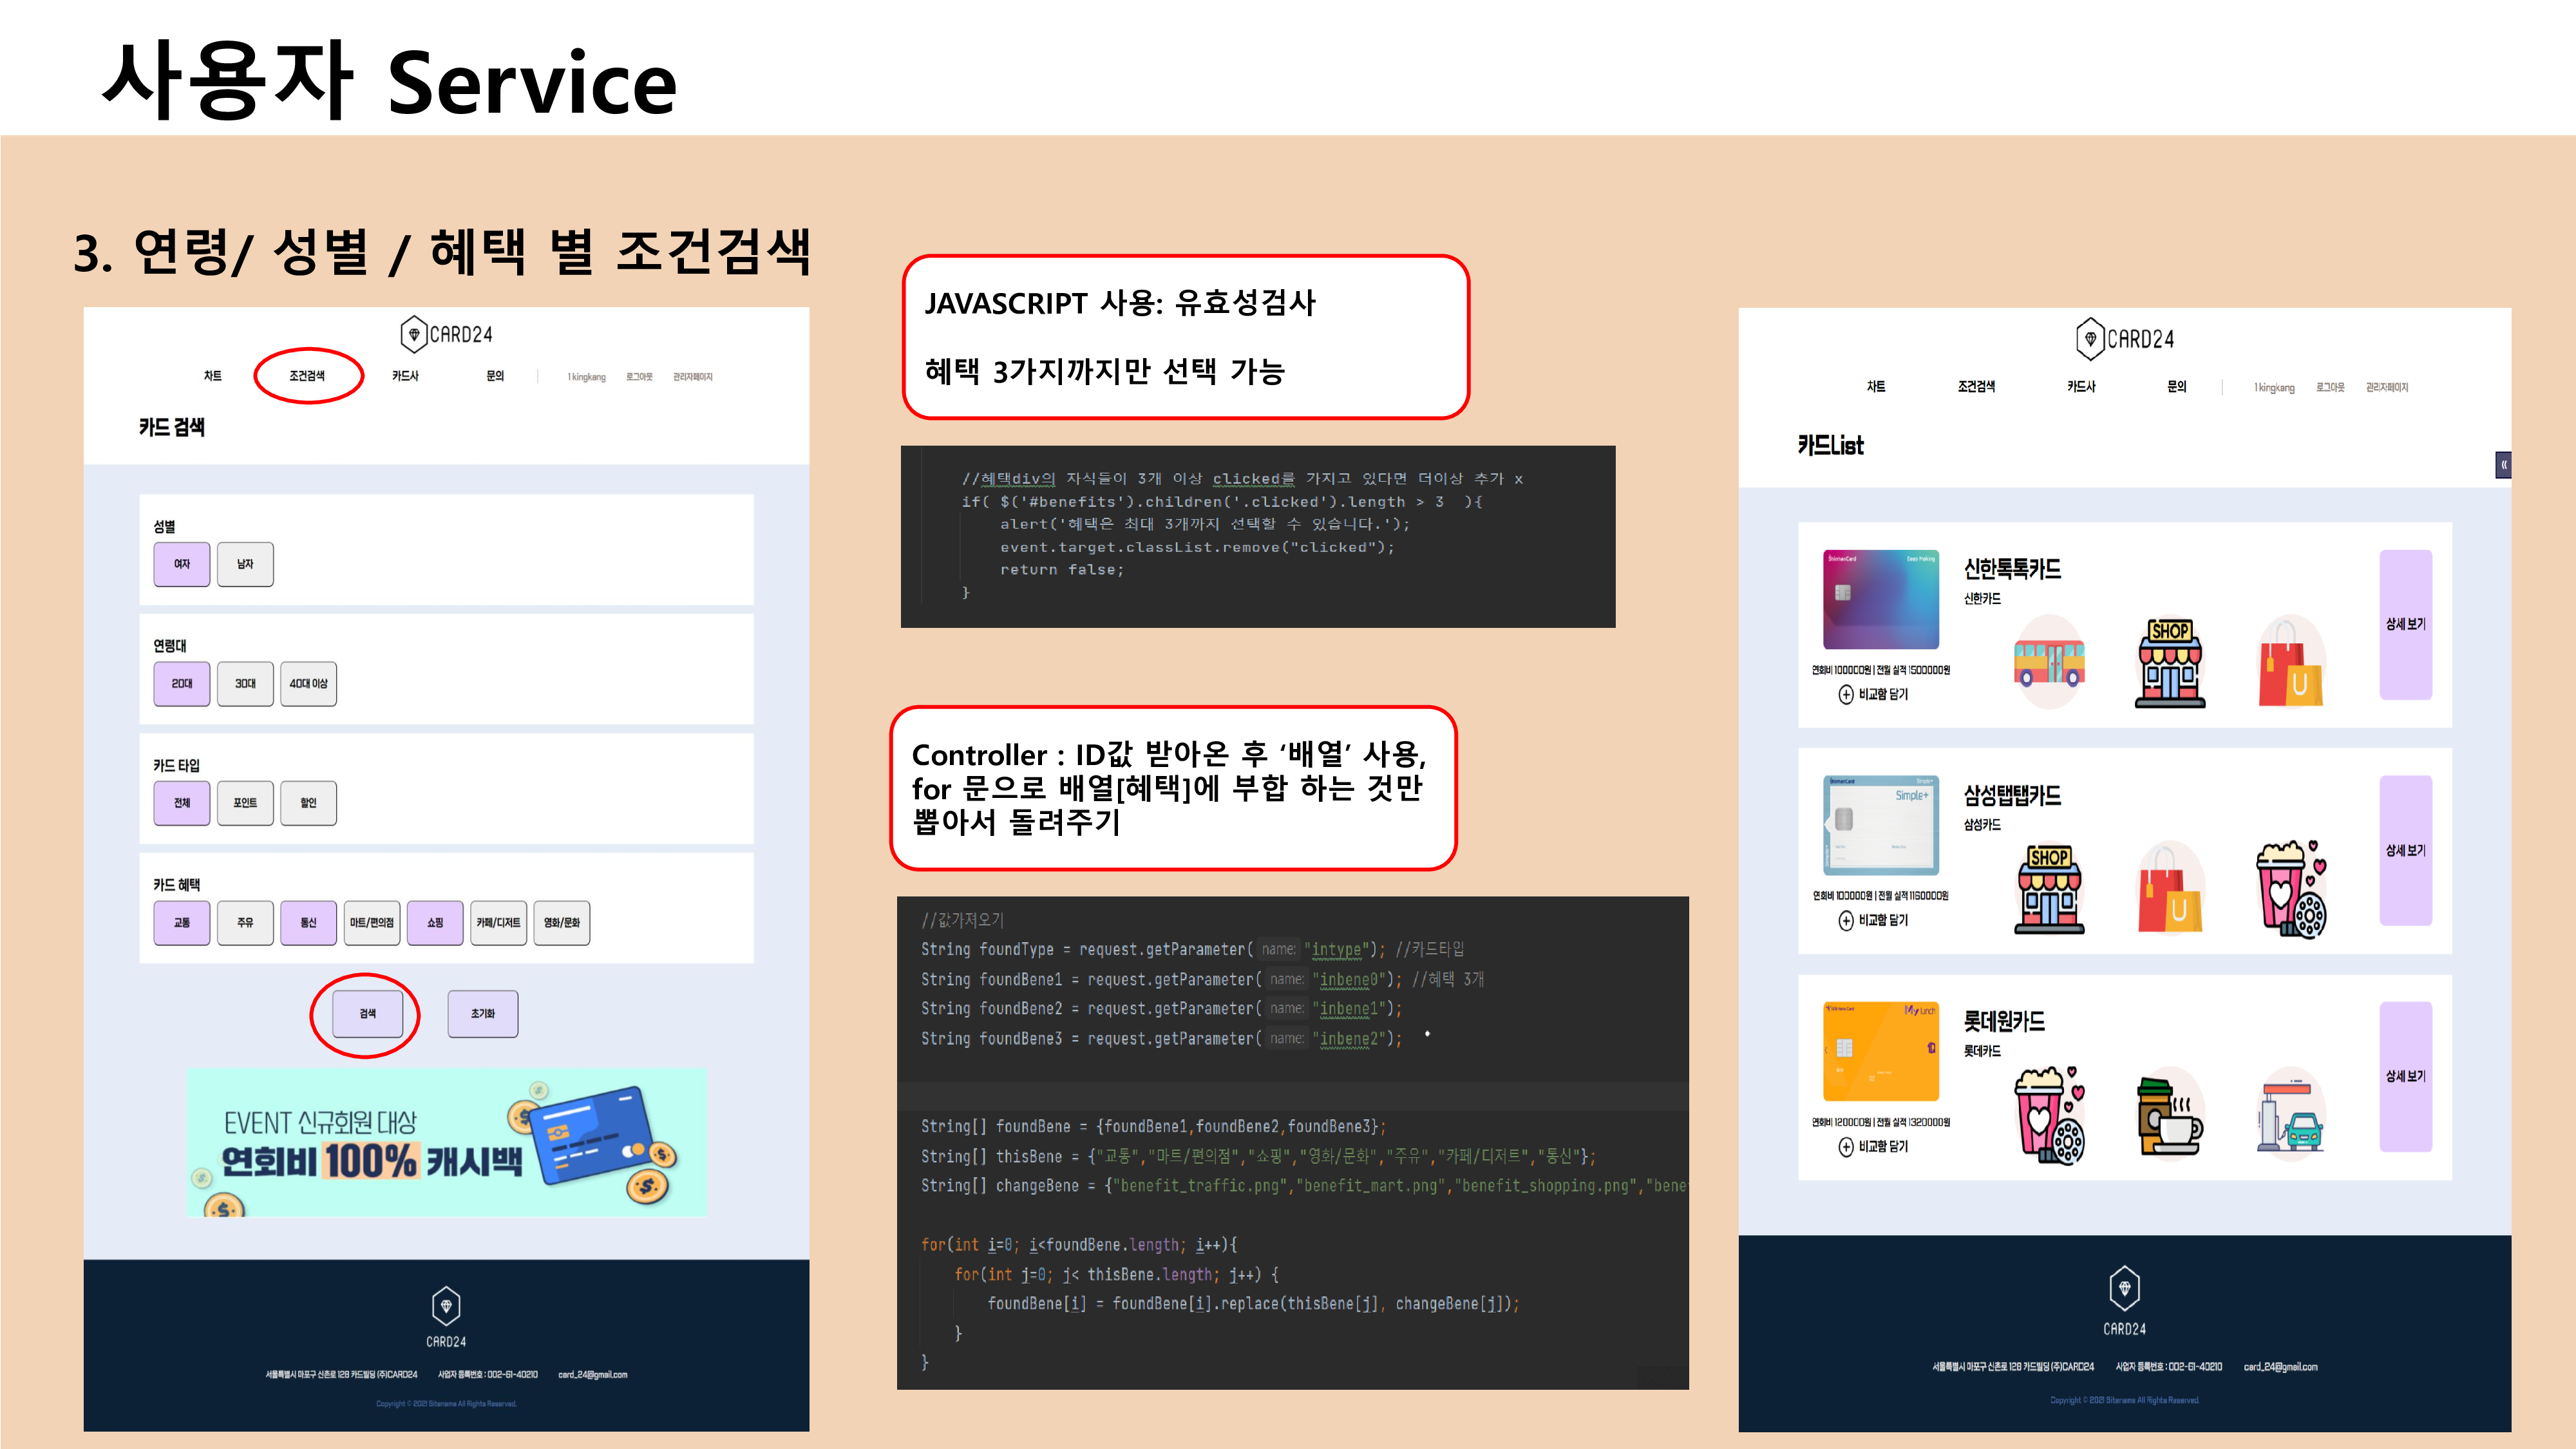 사용자 Service
3. 연령/ 성별 / 혜택 별 조건검색
CARD24
차트 조건검색 카드사 문의 1kingkang 로그아웃 관리자페이지
카드 검색
성별
여자 남자
연령대
20대 30대 40대 이상
카드 타입
전체 포인트 할인
카드 혜택
교통 주유 통신 마트/편의점 쇼핑 카페/디저트 영화/문화
검색 초기화
EVENT 신규회원 대상
연회비 100% 캐시백
CARD24
서울특별시 마포구 신촌로 128 카드빌딩 (주)CARD24 사업자 등록번호 : 002-61-40210 card_24@gmail.com
Copyright © 2021 Sitename All Rights Reserved.
JAVASCRIPT 사용: 유효성검사
혜택 3가지까지만 선택 가능
//혜택div의 자식들이 3개 이상 clicked를 가지고 있다면 더이상 추가 x
if( $('#benefits').children('.clicked').length > 3 ){
alert('혜택은 최대 3개까지 선택할 수 있습니다.');
event.target.classList.remove("clicked");
return false;
}
Controller : ID값 받아온 후 ‘배열’ 사용,
for 문으로 배열[혜택]에 부합 하는 것만
뽑아서 돌려주기
//값가져오기
String foundType = request.getParameter( name: "intype"); //카드타입
String foundBene1 = request.getParameter( name: "inbene0"); //혜택 3개
String foundBene2 = request.getParameter( name: "inbene1");
String foundBene3 = request.getParameter( name: "inbene2");
String[] foundBene = {foundBene1,foundBene2,foundBene3};
String[] thisBene = {"교통","마트/편의점","쇼핑","영화/문화","주유","카페/디저트","통신"};
String[] changeBene = {"benefit_traffic.png","benefit_mart.png","benefit_shopping.png","bene
for(int i=0; i<foundBene.length; i++){
for(int j=0; j< thisBene.length; j++) {
foundBene[i] = foundBene[i].replace(thisBene[j], changeBene[j]);
}
}
CARD24
차트 조건검색 카드사 문의 1kingkang 로그아웃 관리자페이지
카드List
«
ShinhanCard Deep Making
신한톡톡카드
신한카드
SHOP
상세 보기
연회비 100000원 | 전월 실적 1500000원
비교함 담기
ShinhanCard Simple+
Simple+
삼성탭탭카드
삼성카드
SHOP
상세 보기
연회비 100000원 | 전월 실적 1160000원
비교함 담기
My lunch
롯데원카드
롯데카드
상세 보기
연회비 120000원 | 전월 실적 1320000원
비교함 담기
CARD24
서울특별시 마포구 신촌로 128 카드빌딩 (주)CARD24 사업자 등록번호 : 002-61-40210 card_24@gmail.com
Copyright © 2021 Sitename All Rights Reserved.